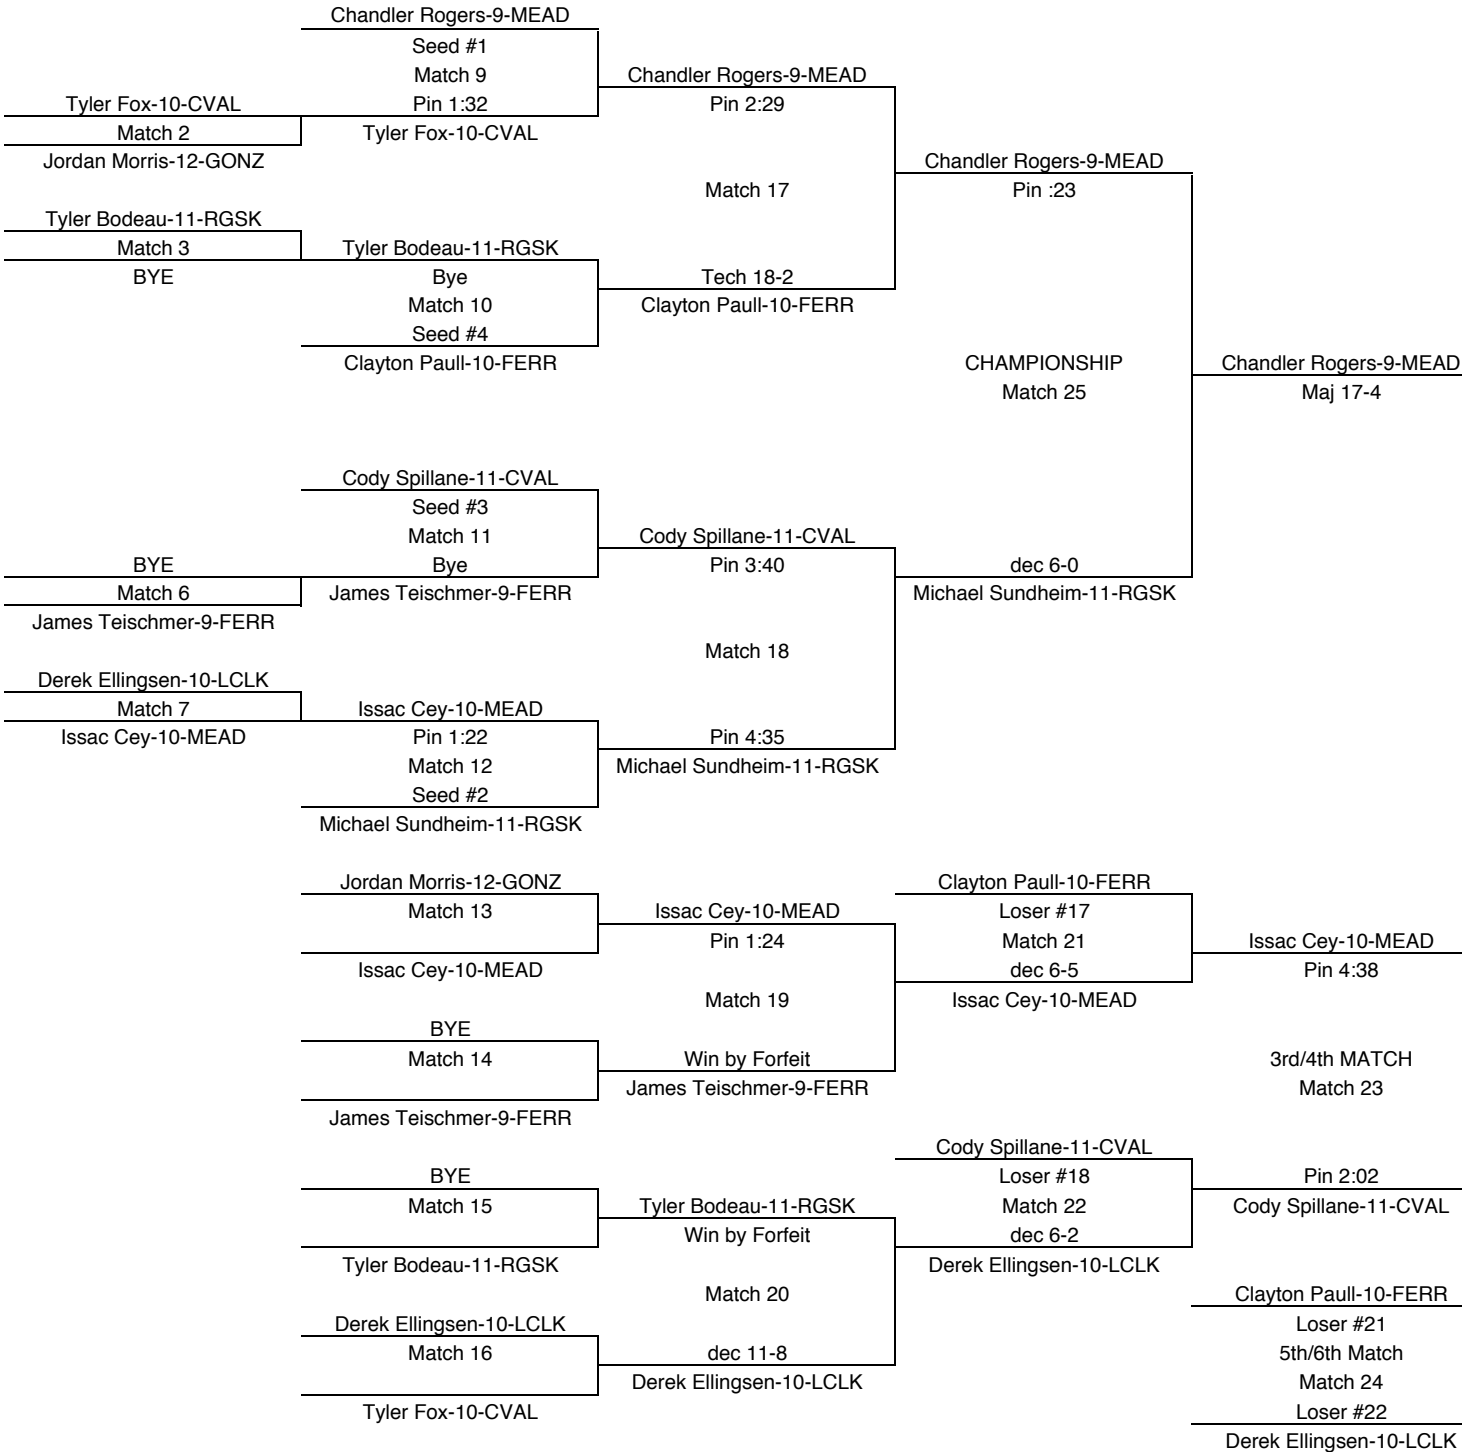 Chandler Rogers-9-MEAD
Seed #1
Match 9
Chandler Rogers-9-MEAD
Tyler Fox-10-CVAL
Pin 1:32
Pin 2:29
Match 2
Tyler Fox-10-CVAL
Jordan Morris-12-GONZ
Chandler Rogers-9-MEAD
Match 17
Pin :23
Tyler Bodeau-11-RGSK
Match 3
Tyler Bodeau-11-RGSK
BYE
Bye
Tech 18-2
Match 10
Clayton Paull-10-FERR
Seed #4
Clayton Paull-10-FERR
CHAMPIONSHIP
Chandler Rogers-9-MEAD
Match 25
Maj 17-4
Cody Spillane-11-CVAL
Seed #3
Match 11
Cody Spillane-11-CVAL
BYE
Bye
Pin 3:40
dec 6-0
Match 6
James Teischmer-9-FERR
Michael Sundheim-11-RGSK
James Teischmer-9-FERR
Match 18
Derek Ellingsen-10-LCLK
Match 7
Issac Cey-10-MEAD
Issac Cey-10-MEAD
Pin 1:22
Pin 4:35
Match 12
Michael Sundheim-11-RGSK
Seed #2
Michael Sundheim-11-RGSK
Jordan Morris-12-GONZ
Clayton Paull-10-FERR
Match 13
Issac Cey-10-MEAD
Loser #17
Pin 1:24
Match 21
Issac Cey-10-MEAD
Issac Cey-10-MEAD
dec 6-5
Pin 4:38
Match 19
Issac Cey-10-MEAD
BYE
Match 14
Win by Forfeit
3rd/4th MATCH
James Teischmer-9-FERR
Match 23
James Teischmer-9-FERR
Cody Spillane-11-CVAL
BYE
Loser #18
Pin 2:02
Match 15
Tyler Bodeau-11-RGSK
Match 22
Cody Spillane-11-CVAL
Win by Forfeit
dec 6-2
Tyler Bodeau-11-RGSK
Derek Ellingsen-10-LCLK
Match 20
Clayton Paull-10-FERR
Derek Ellingsen-10-LCLK
Loser #21
Match 16
dec 11-8
5th/6th Match
Derek Ellingsen-10-LCLK
Match 24
Tyler Fox-10-CVAL
Loser #22
Derek Ellingsen-10-LCLK